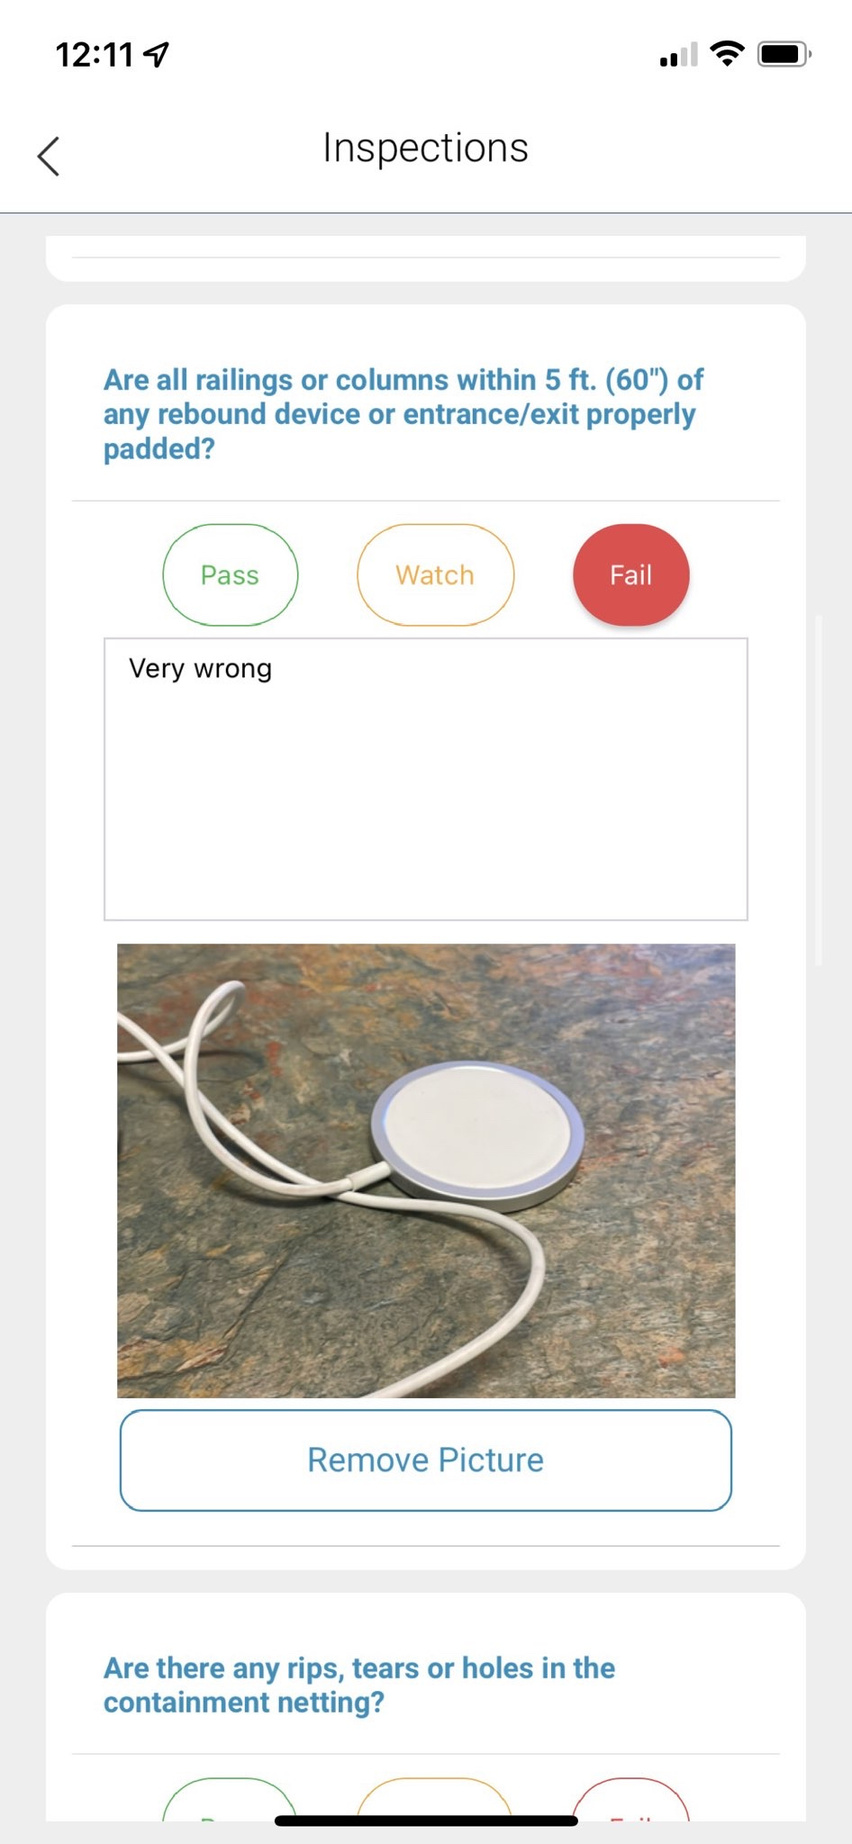 12:11
Inspections
Are all railings or columns within 5 ft. (60") of
any rebound device or entrance/exit properly
padded?
Pass
Watch
Fail
Very wrong
Remove Picture
Are there any rips, tears or holes in the
containment netting?